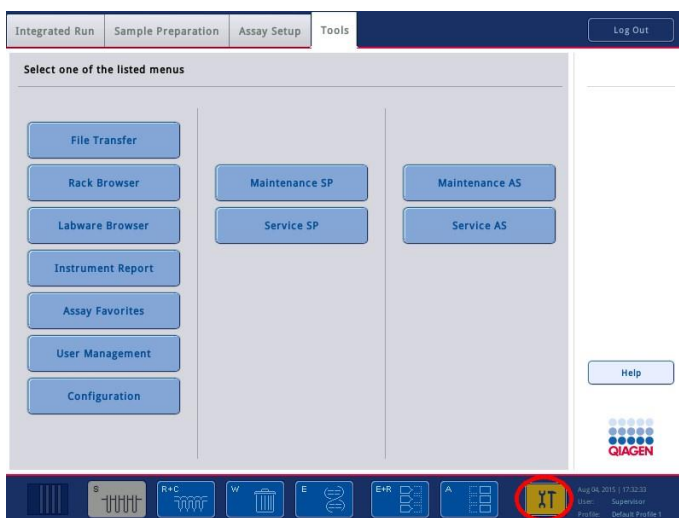 Integrated Run Sample Preparation Assay Setup Tools Log Out
Select one of the listed menus
File Transfer
Rack Browser Maintenance SP Maintenance AS
Labware Browser Service SP Service AS
Instrument Report
Assay Favorites
User Management
Help
Configuration
QIAGEN
S R+C W E E+R A
Aug 04, 2015 | 17:32:33
User: Supervisor
Profile: Default Profile 1